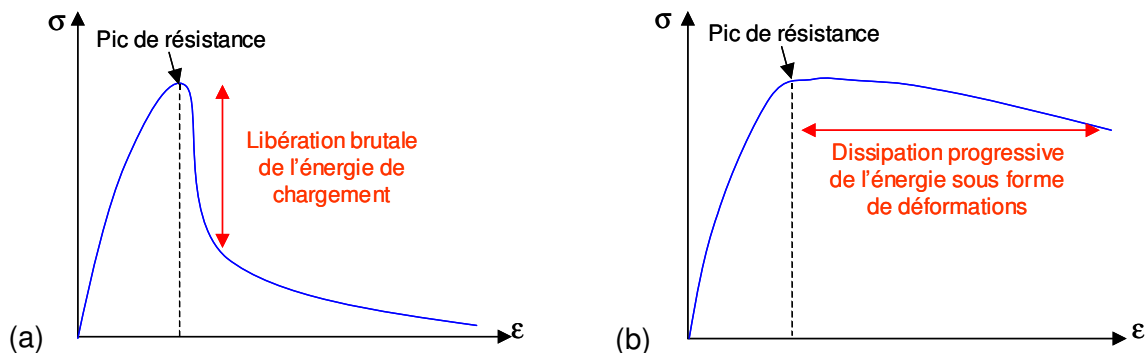 σ
Pic de résistance
Libération brutale
de l'énergie de
chargement
(a)
ε
σ
Pic de résistance
Dissipation progressive
de l'énergie sous forme
de déformations
(b)
ε